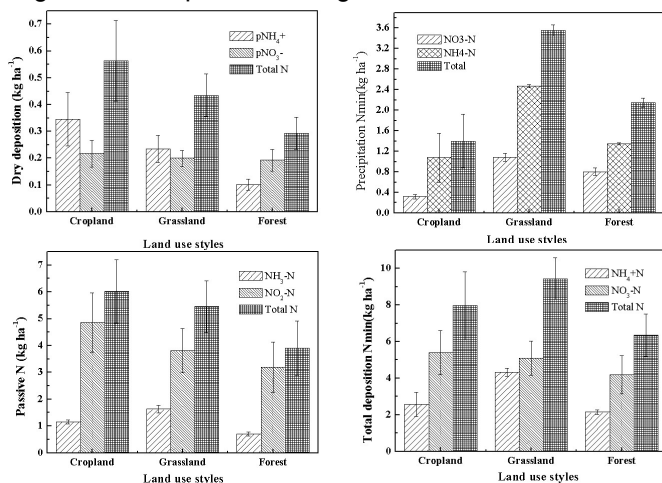 0.7
0.6
0.5
0.4
0.3
0.2
0.1
0.0
Dry deposition (kg ha⁻¹)
pNH₄+
pNO₃-
Total N
Cropland Grassland Forest
Land use styles
3.6
3.0
2.4
1.8
1.2
0.8
0.4
0.0
Precipitation Nmin(kg ha⁻¹)
NO3-N
NH4-N
Total
Cropland Grassland Forest
Land use styles
7
6
5
4
3
2
1
0
Passive N (kg ha⁻¹)
NH₃-N
NO₂-N
Total N
Cropland Grassland Forest
Land use styles
10
8
6
4
2
0
Total deposition Nmin(kg ha⁻¹)
NH₄+N
NO₃-N
Total N
Cropland Grassland Forest
Land use styles